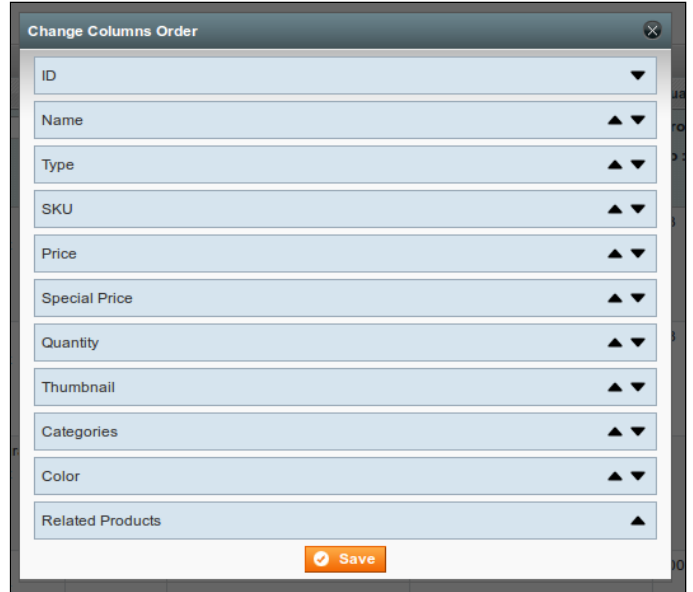 Change Columns Order
ID
Name
Type
SKU
Price
Special Price
Quantity
Thumbnail
Categories
Color
Related Products
Save